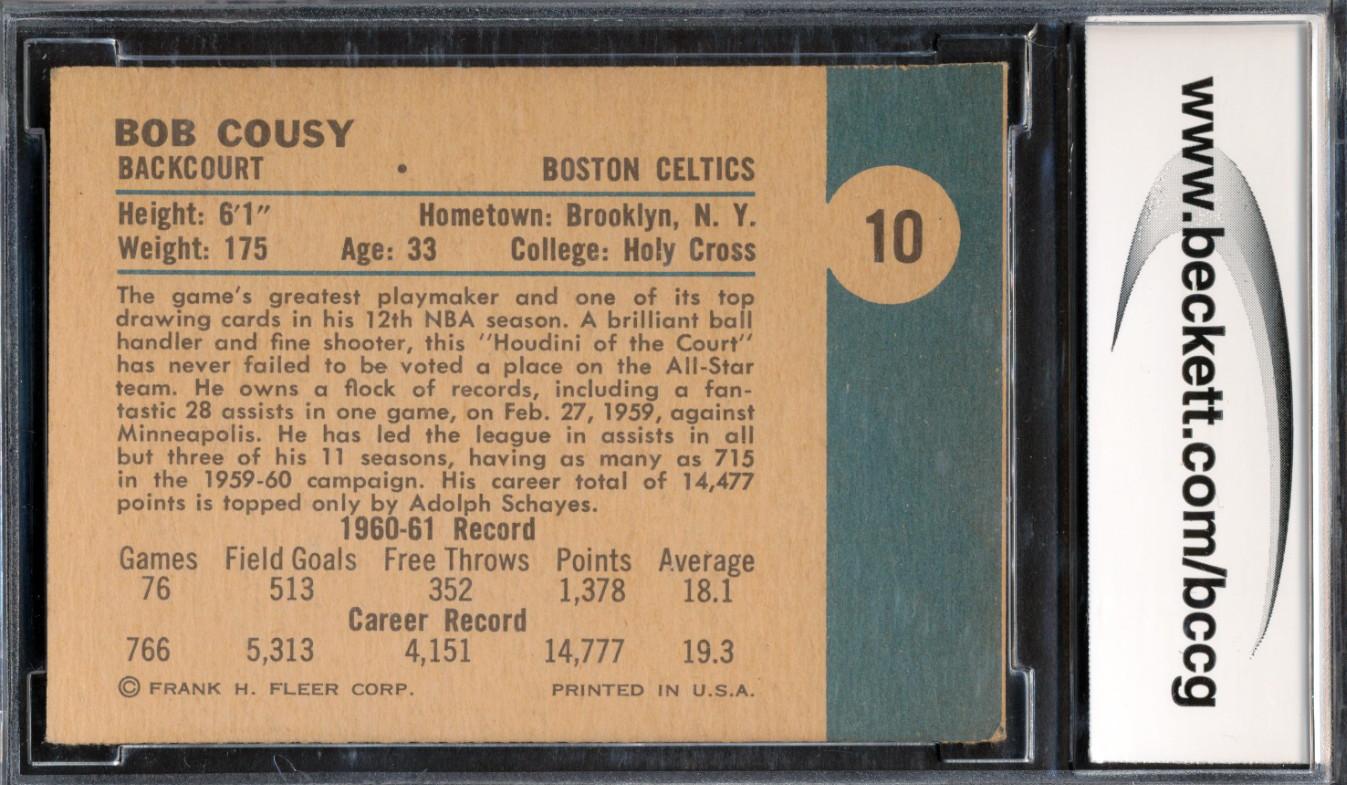 BOB COUSY
BACKCOURT • BOSTON CELTICS
Height: 6'1" Hometown: Brooklyn, N. Y.
Weight: 175 Age: 33 College: Holy Cross
10
The game's greatest playmaker and one of its top
drawing cards in his 12th NBA season. A brilliant ball
handler and fine shooter, this "Houdini of the Court"
has never failed to be voted a place on the All-Star
team. He owns a flock of records, including a fan-
tastic 28 assists in one game, on Feb. 27, 1959, against
Minneapolis. He has led the league in assists in all
but three of his 11 seasons, having as many as 715
in the 1959-60 campaign. His career total of 14,477
points is topped only by Adolph Schayes.
1960-61 Record
Games Field Goals Free Throws Points Average
76 513 352 1,378 18.1
Career Record
766 5,313 4,151 14,777 19.3
© FRANK H. FLEER CORP. PRINTED IN U.S.A.
www.beckett.com/bccg